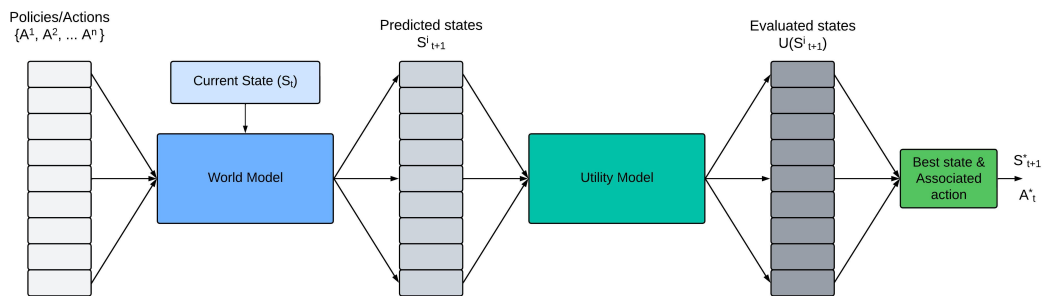 Policies/Actions
{A¹, A², ... Aⁿ}
Current State (Sₜ)
World Model
Predicted states
Sⁱₜ₊₁
Utility Model
Evaluated states
U(Sⁱₜ₊₁)
Best state &
Associated
action
S*ₜ₊₁
A*ₜ